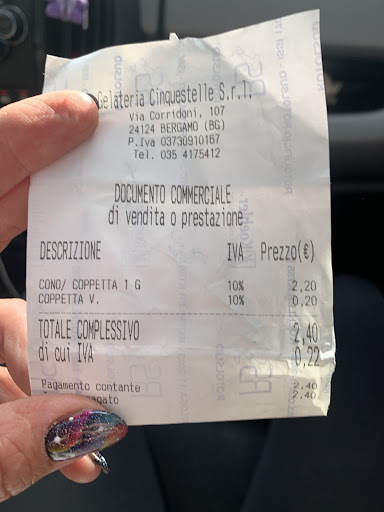 Gelateria Cinquestelle S.r.l.
Via Corridoni, 107
24124 BERGAMO (BG)
P.Iva 03730910167
Tel. 035 4175412
DOCUMENTO COMMERCIALE
di vendita o prestazione
DESCRIZIONE IVA Prezzo(€)
CONO/ COPPETTA 1 G 10% 2,20
COPPETTA V. 10% 0,20
TOTALE COMPLESSIVO 2,40
di cui IVA 0,22
Pagamento contante 2,40
2,40